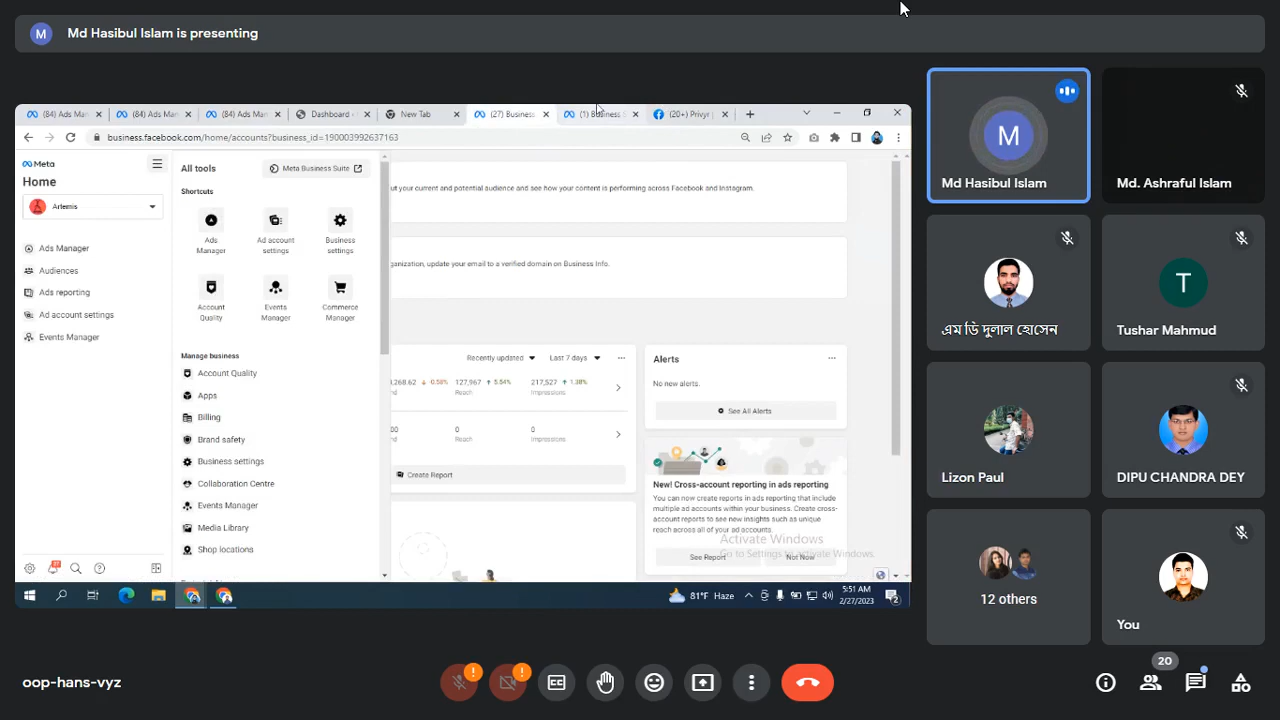 M Md Hasibul Islam is presenting
(84) Ads Man
(84) Ads Man
(84) Ads Man
Dashboard
New Tab
(27) Business
(1) Business S
(20+) Privyr
business.facebook.com/home/accounts?business_id=190003992637163
Meta
Home
Artemis
Ads Manager
Audiences
Ads reporting
Ad account settings
Events Manager
All tools
Meta Business Suite
Shortcuts
Ads
Manager
Ad account
settings
Business
settings
Account
Quality
Events
Manager
Commerce
Manager
Manage business
Account Quality
Apps
Billing
Brand safety
Business settings
Collaboration Centre
Events Manager
Media Library
Shop locations
out your current and potential audience and see how your content is performing across Facebook and Instagram.
ganization, update your email to a verified domain on Business Info.
Recently updated
Last 7 days
,268.62 0.58%
nd
127,967 5.54%
Reach
217,527 1.38%
Impressions
00
nd
0
Reach
0
Impressions
Create Report
Alerts
No new alerts.
See All Alerts
New! Cross-account reporting in ads reporting
You can now create reports in ads reporting that include
multiple ad accounts within your business. Create cross-
account reports to see new insights such as unique
reach across all of your ad accounts.
See Report
Not Now
Activate Windows
Go to Settings to activate Windows.
81°F Haze
5:51 AM
2/27/2023
2
M
Md Hasibul Islam
Md. Ashraful Islam
এম ডি দুলাল হোসেন
T
Tushar Mahmud
Lizon Paul
DIPU CHANDRA DEY
12 others
You
oop-hans-vyz
20